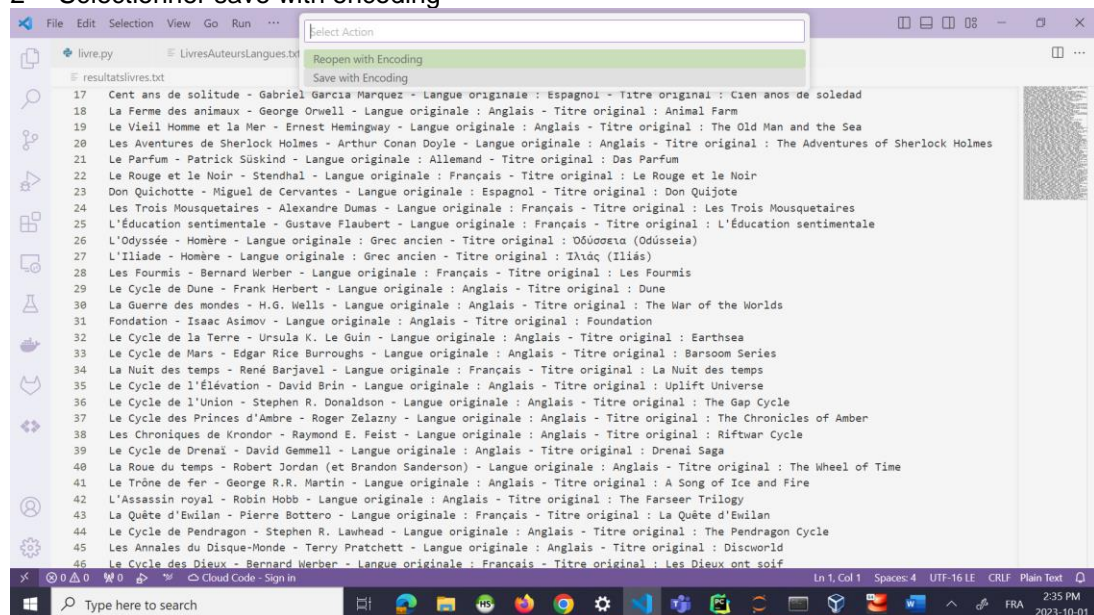 2 – Sélectionner save with encoding
File Edit Selection View Go Run ···
Select Action
Reopen with Encoding
Save with Encoding
livre.py LivresAuteursLangues.txt
resultatslivres.txt
17 Cent ans de solitude - Gabriel García Márquez - Langue originale : Espagnol - Titre original : Cien años de soledad
18 La Ferme des animaux - George Orwell - Langue originale : Anglais - Titre original : Animal Farm
19 Le Vieil Homme et la Mer - Ernest Hemingway - Langue originale : Anglais - Titre original : The Old Man and the Sea
20 Les Aventures de Sherlock Holmes - Arthur Conan Doyle - Langue originale : Anglais - Titre original : The Adventures of Sherlock Holmes
21 Le Parfum - Patrick Süskind - Langue originale : Allemand - Titre original : Das Parfum
22 Le Rouge et le Noir - Stendhal - Langue originale : Français - Titre original : Le Rouge et le Noir
23 Don Quichotte - Miguel de Cervantes - Langue originale : Espagnol - Titre original : Don Quijote
24 Les Trois Mousquetaires - Alexandre Dumas - Langue originale : Français - Titre original : Les Trois Mousquetaires
25 L'Éducation sentimentale - Gustave Flaubert - Langue originale : Français - Titre original : L'Éducation sentimentale
26 L'Odyssée - Homère - Langue originale : Grec ancien - Titre original : Ὀδύσσεια (Odússeia)
27 L'Iliade - Homère - Langue originale : Grec ancien - Titre original : Ἰλιάς (Iliás)
28 Les Fourmis - Bernard Werber - Langue originale : Français - Titre original : Les Fourmis
29 Le Cycle de Dune - Frank Herbert - Langue originale : Anglais - Titre original : Dune
30 La Guerre des mondes - H.G. Wells - Langue originale : Anglais - Titre original : The War of the Worlds
31 Fondation - Isaac Asimov - Langue originale : Anglais - Titre original : Foundation
32 Le Cycle de la Terre - Ursula K. Le Guin - Langue originale : Anglais - Titre original : Earthsea
33 Le Cycle de Mars - Edgar Rice Burroughs - Langue originale : Anglais - Titre original : Barsoom Series
34 La Nuit des temps - René Barjavel - Langue originale : Français - Titre original : La Nuit des temps
35 Le Cycle de l'Élévation - David Brin - Langue originale : Anglais - Titre original : Uplift Universe
36 Le Cycle de l'Union - Stephen R. Donaldson - Langue originale : Anglais - Titre original : The Gap Cycle
37 Le Cycle des Princes d'Ambre - Roger Zelazny - Langue originale : Anglais - Titre original : The Chronicles of Amber
38 Les Chroniques de Krondor - Raymond E. Feist - Langue originale : Anglais - Titre original : Riftwar Cycle
39 Le Cycle de Drenaï - David Gemmell - Langue originale : Anglais - Titre original : Drenai Saga
40 La Roue du temps - Robert Jordan (et Brandon Sanderson) - Langue originale : Anglais - Titre original : The Wheel of Time
41 Le Trône de fer - George R.R. Martin - Langue originale : Anglais - Titre original : A Song of Ice and Fire
42 L'Assassin royal - Robin Hobb - Langue originale : Anglais - Titre original : The Farseer Trilogy
43 La Quête d'Ewilan - Pierre Bottero - Langue originale : Français - Titre original : La Quête d'Ewilan
44 Le Cycle de Pendragon - Stephen R. Lawhead - Langue originale : Anglais - Titre original : The Pendragon Cycle
45 Les Annales du Disque-Monde - Terry Pratchett - Langue originale : Anglais - Titre original : Discworld
46 Le Cycle des Dieux - Bernard Werber - Langue originale : Français - Titre original : Les Dieux ont soif
0 0 0 Cloud Code - Sign in Ln 1, Col 1 Spaces: 4 UTF-16 LE CRLF Plain Text
Type here to search FRA 2:35 PM
2023-10-01